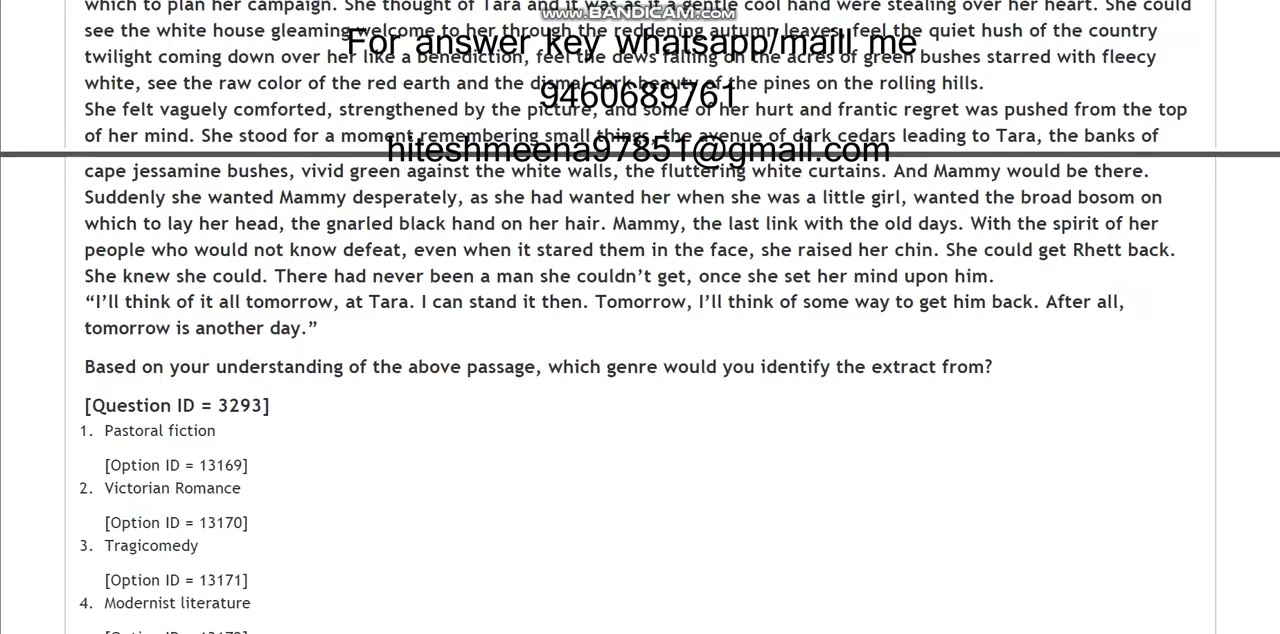 which to plan her campaign. She thought of Tara and it was as if a gentle cool hand were stealing over her heart. She could
www.BANDICAM.com
see the white house gleaming welcome to her through the reddening autumn leaves, feel the quiet hush of the country
For answer key whatsapp/maill me
twilight coming down over her like a benediction, feel the dews falling on the acres of green bushes starred with fleecy
white, see the raw color of the red earth and the dismal dark beauty of the pines on the rolling hills.
9460689761
She felt vaguely comforted, strengthened by the picture, and some of her hurt and frantic regret was pushed from the top
of her mind. She stood for a moment remembering small things, the avenue of dark cedars leading to Tara, the banks of
hiteshmeena97851@gmail.com
cape jessamine bushes, vivid green against the white walls, the fluttering white curtains. And Mammy would be there.
Suddenly she wanted Mammy desperately, as she had wanted her when she was a little girl, wanted the broad bosom on
which to lay her head, the gnarled black hand on her hair. Mammy, the last link with the old days. With the spirit of her
people who would not know defeat, even when it stared them in the face, she raised her chin. She could get Rhett back.
She knew she could. There had never been a man she couldn’t get, once she set her mind upon him.
“I’ll think of it all tomorrow, at Tara. I can stand it then. Tomorrow, I’ll think of some way to get him back. After all,
tomorrow is another day.”
Based on your understanding of the above passage, which genre would you identify the extract from?
[Question ID = 3293]
1. Pastoral fiction
[Option ID = 13169]
2. Victorian Romance
[Option ID = 13170]
3. Tragicomedy
[Option ID = 13171]
4. Modernist literature